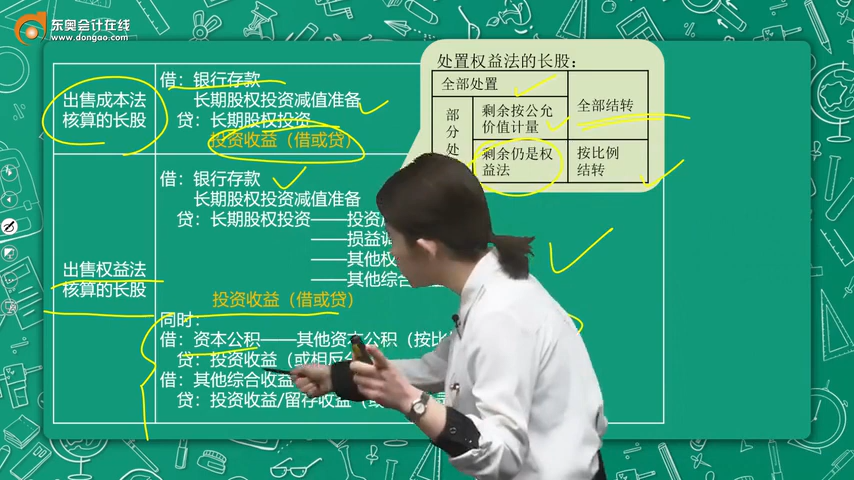 东奥会计在线
www.dongao.com
出售成本法
核算的长股
借：银行存款
长期股权投资减值准备
贷：长期股权投资
投资收益（借或贷）
处置权益法的长股：
全部处置
部分处
剩余按公允
价值计量
全部结转
剩余仍是权
益法
按比例
结转
出售权益法
核算的长股
借：银行存款
长期股权投资减值准备
贷：长期股权投资——投资
——损益调
——其他权
——其他综合
投资收益（借或贷）
同时：
借：资本公积——其他资本公积（按比
贷：投资收益（或相反分
借：其他综合收益
贷：投资收益/留存收益（或